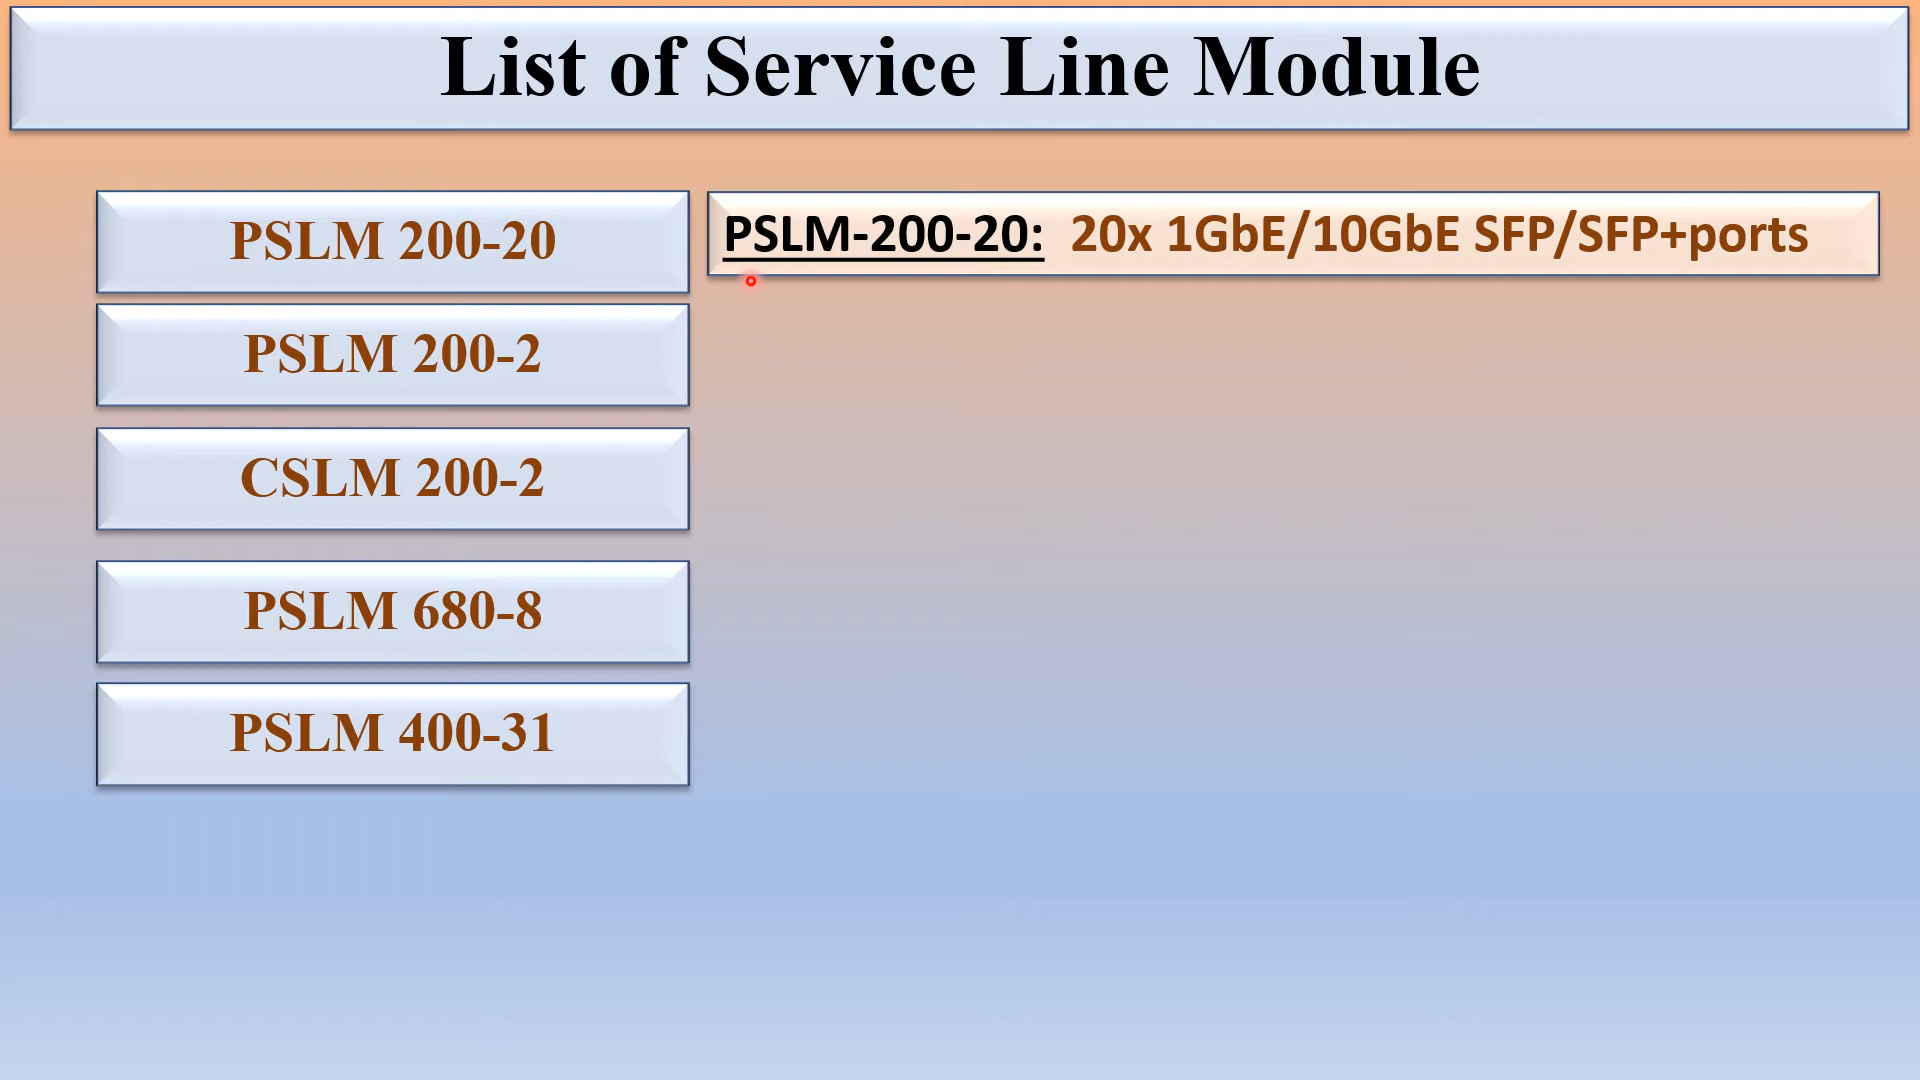 List of Service Line Module
PSLM 200-20
PSLM-200-20: 20x 1GbE/10GbE SFP/SFP+ports
PSLM 200-2
CSLM 200-2
PSLM 680-8
PSLM 400-31